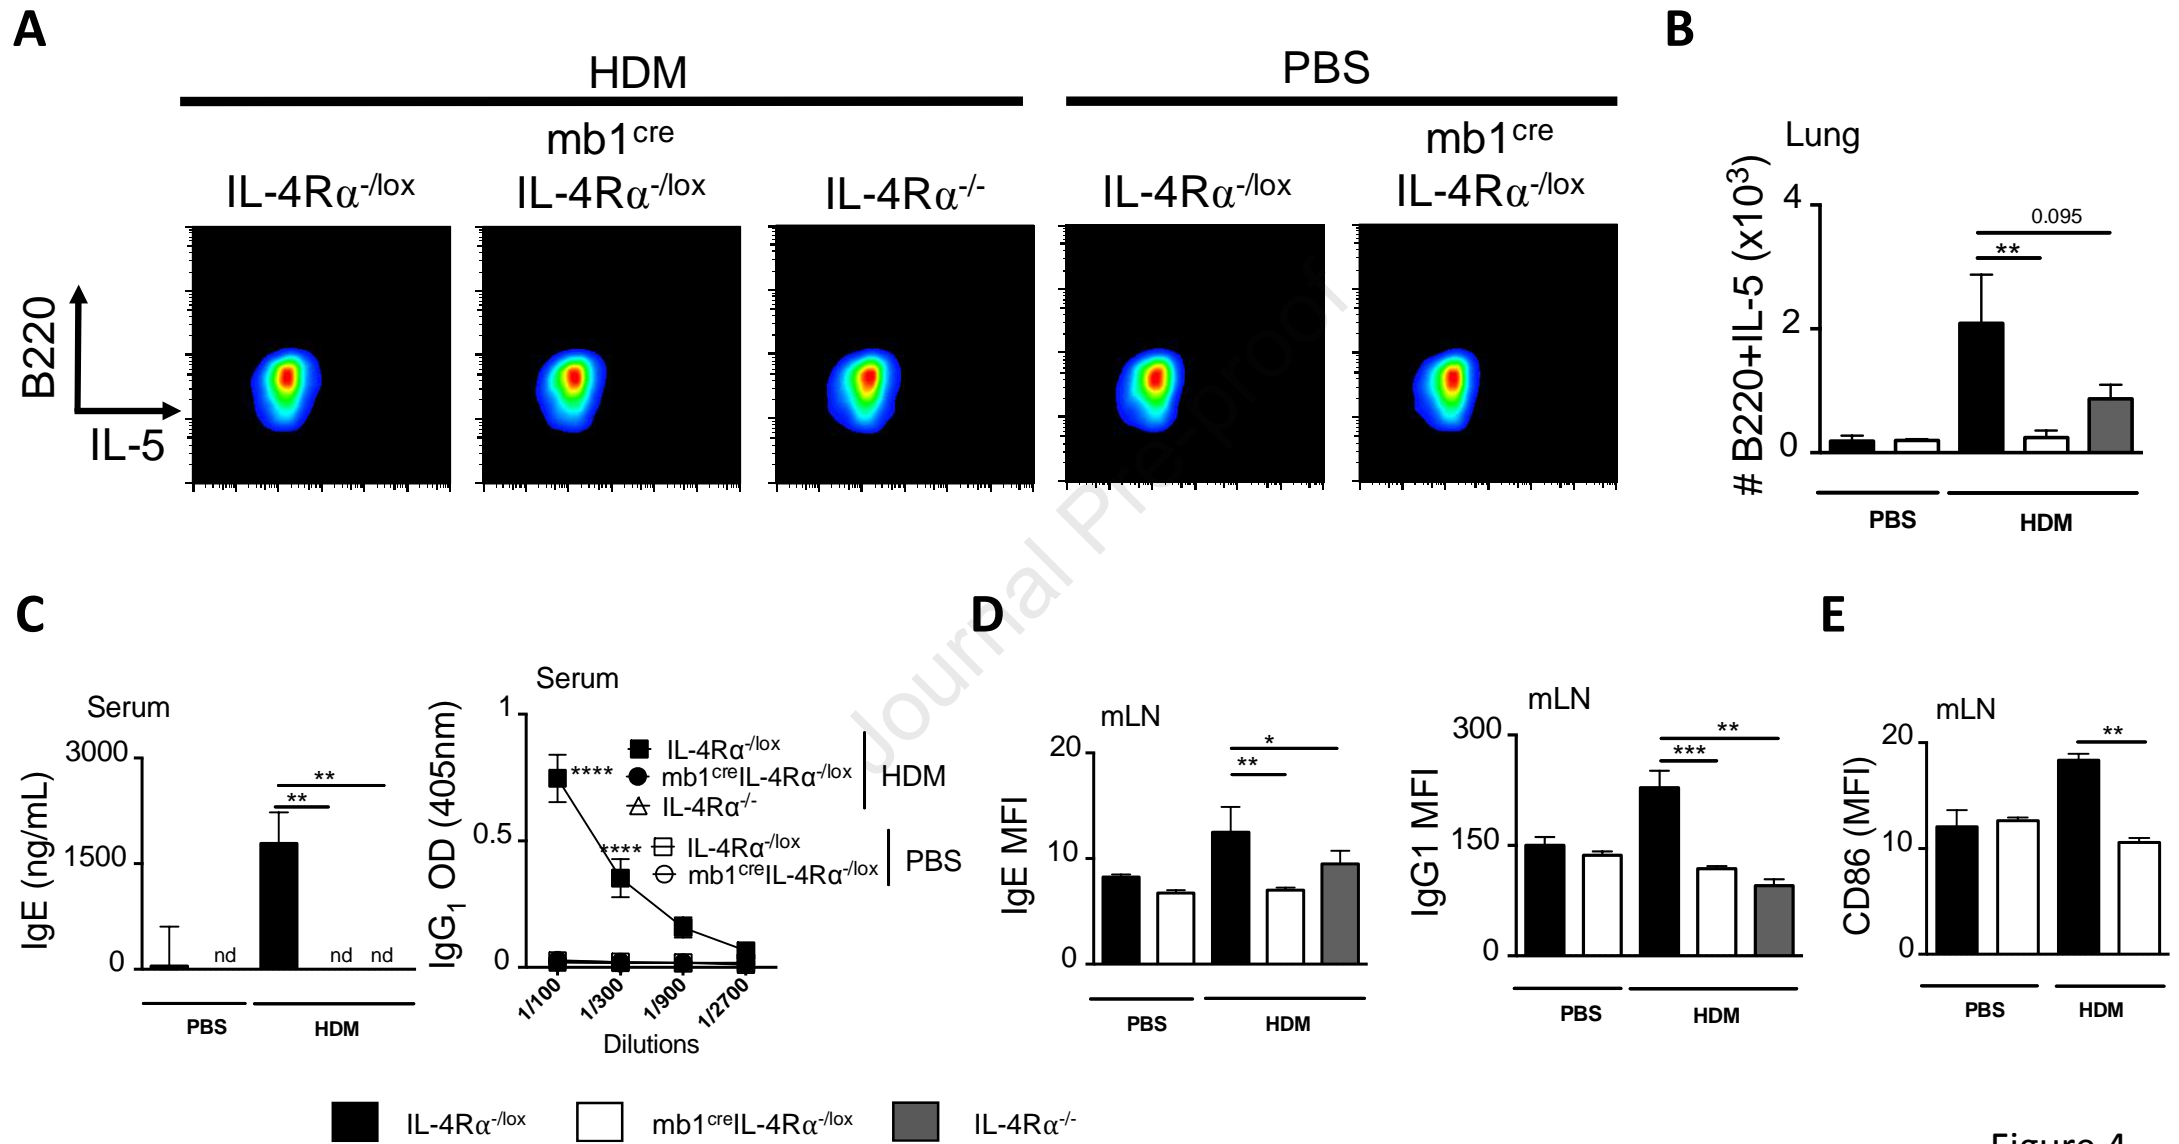 A
B
HDM
PBS
mb1cre
mb1cre
IL-4Rα-/lox
IL-4Rα-/lox
IL-4Rα-/-
IL-4Rα-/lox
IL-4Rα-/lox
B220
IL-5
Lung
# B220+IL-5 (x10³)
4
2
0
0.095
**
PBS
HDM
Journal Pre-proof
C
D
E
Serum
IgE (ng/mL)
3000
1500
0
**
**
nd
nd
nd
PBS
HDM
Serum
IgG1 OD (405nm)
1
0.5
0
****
****
IL-4Rα-/lox
mb1creIL-4Rα-/lox
IL-4Rα-/-
HDM
IL-4Rα-/lox
mb1creIL-4Rα-/lox
PBS
1/100
1/300
1/900
1/2700
Dilutions
mLN
IgE MFI
20
10
0
*
**
PBS
HDM
mLN
IgG1 MFI
300
150
0
**
***
PBS
HDM
mLN
CD86 (MFI)
20
10
0
**
PBS
HDM
IL-4Rα-/lox
mb1creIL-4Rα-/lox
IL-4Rα-/-
Figure 4